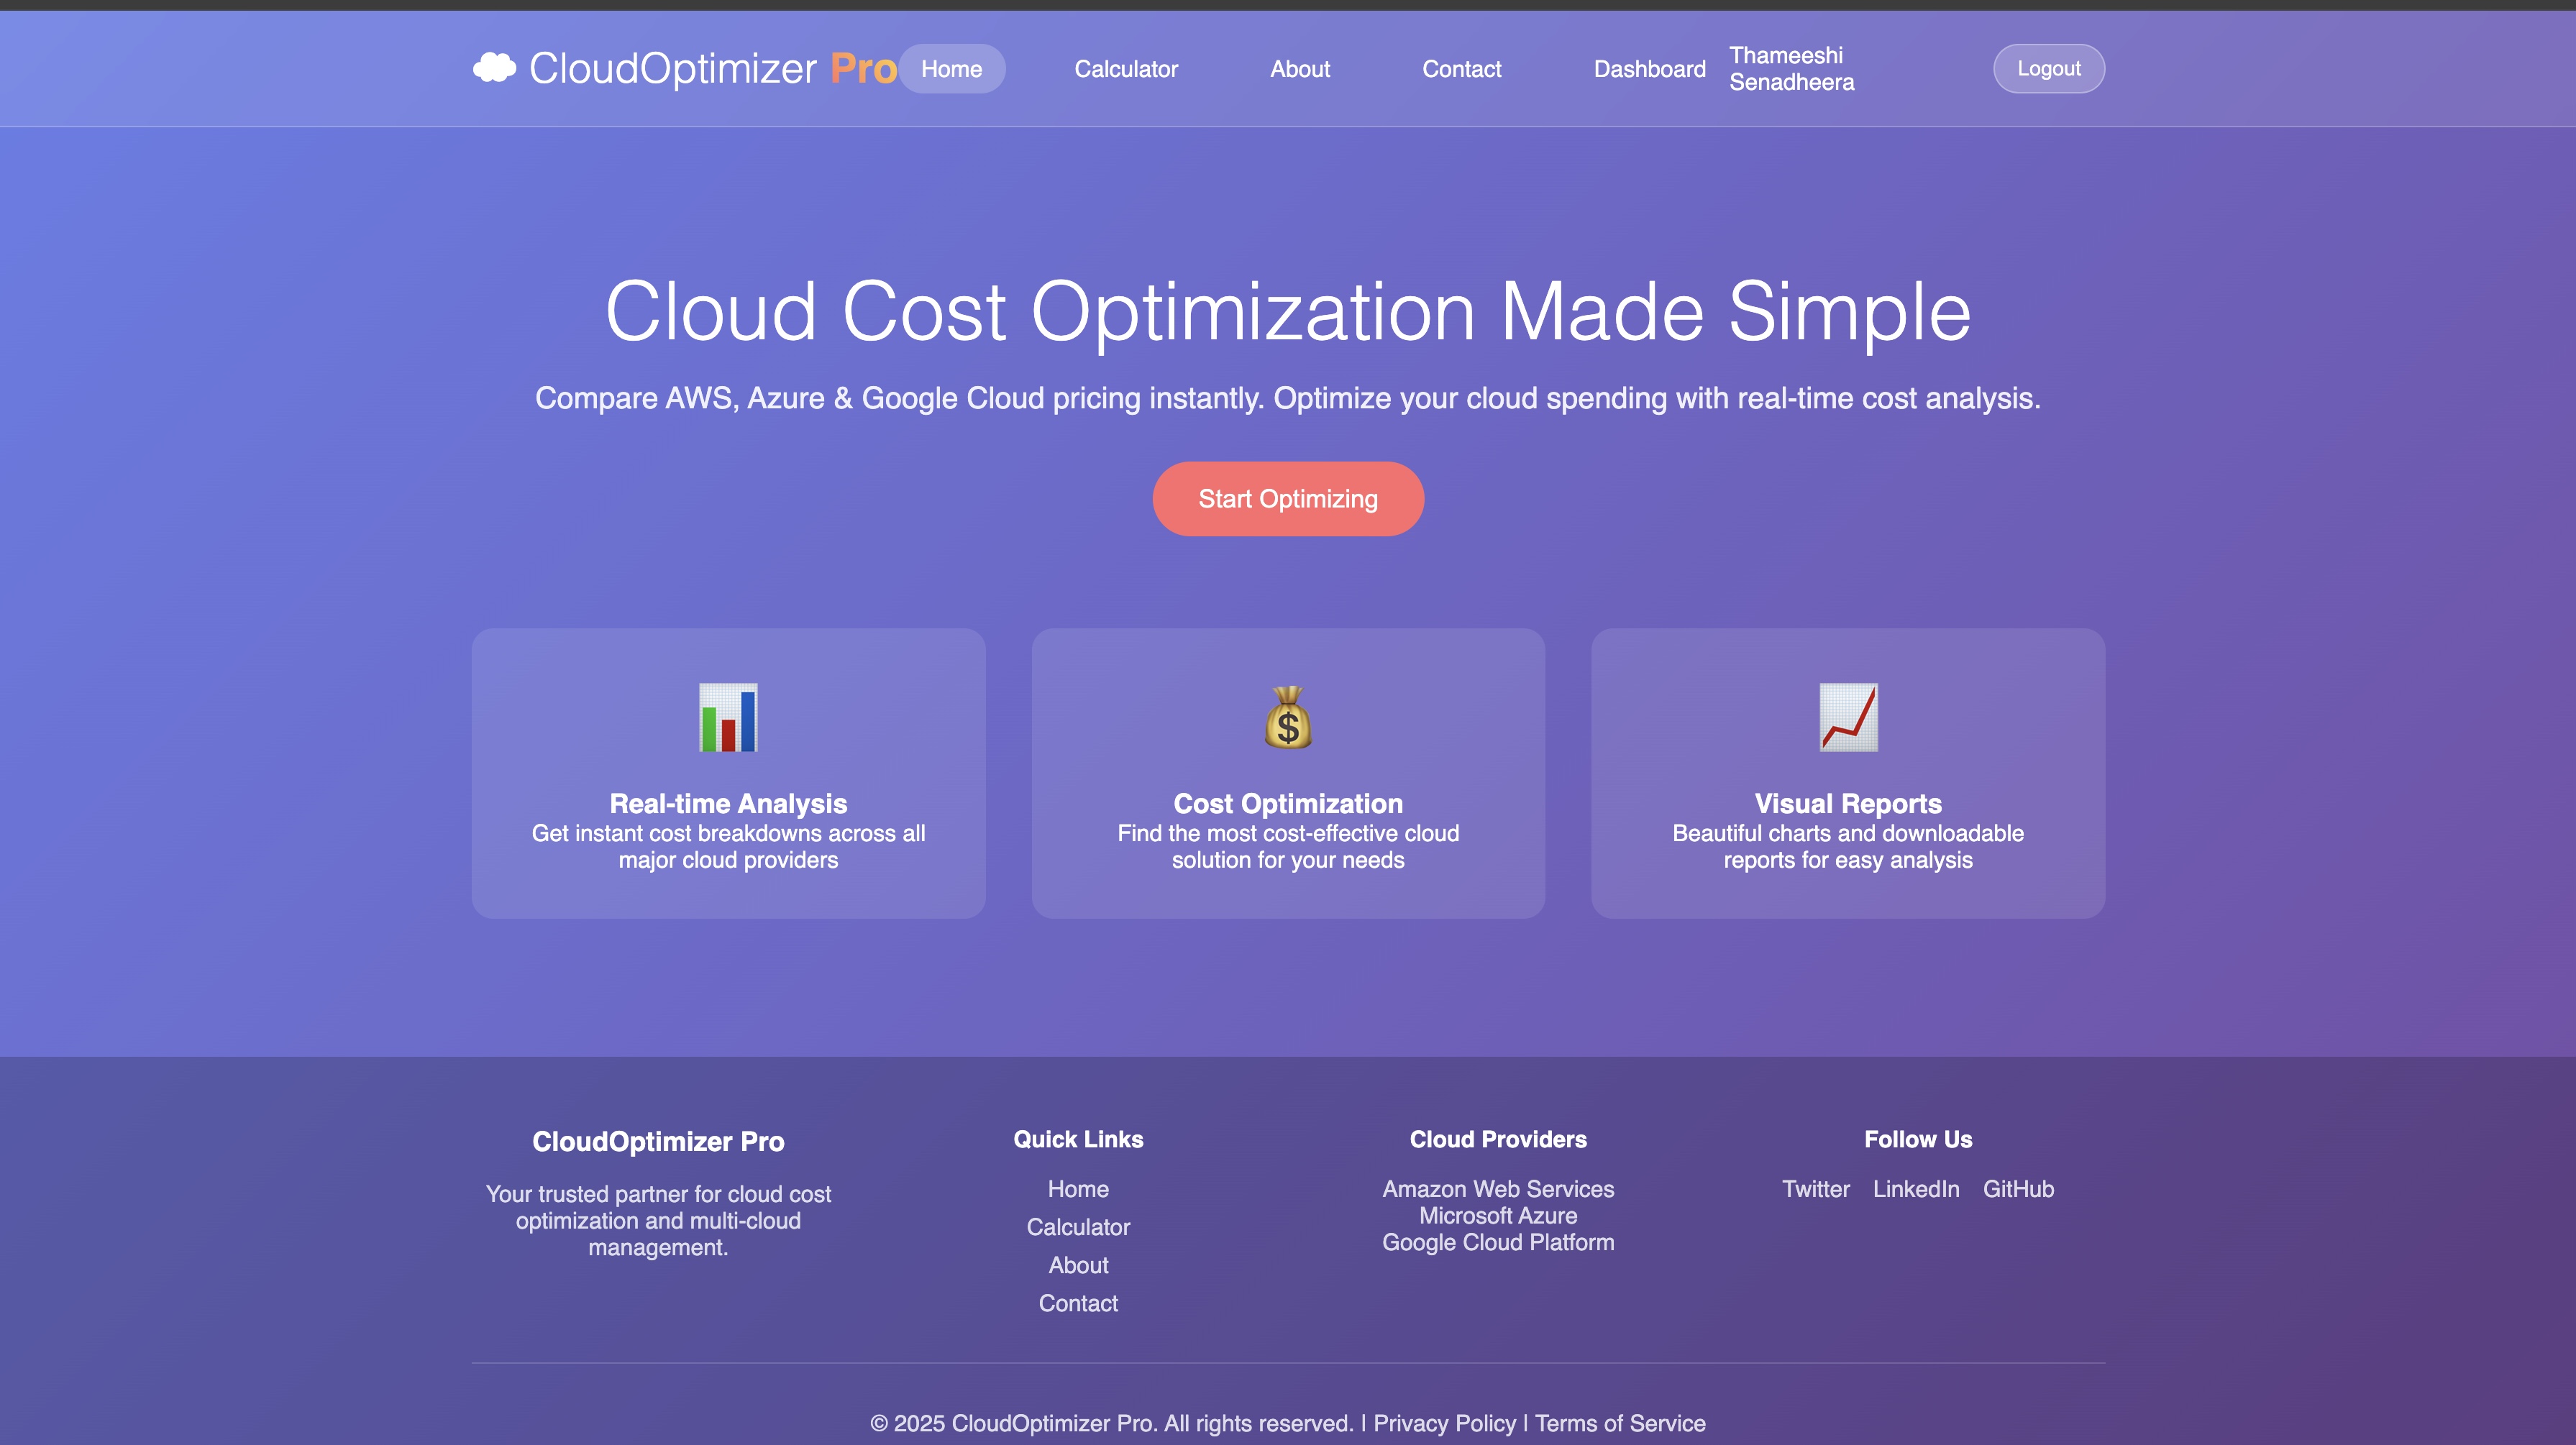 CloudOptimizer Pro
Home
Calculator
About
Contact
Dashboard
Thameeshi
Senadheera
Logout
Cloud Cost Optimization Made Simple
Compare AWS, Azure & Google Cloud pricing instantly. Optimize your cloud spending with real-time cost analysis.
Start Optimizing
$
Real-time Analysis
Get instant cost breakdowns across all
major cloud providers
Cost Optimization
Find the most cost-effective cloud
solution for your needs
Visual Reports
Beautiful charts and downloadable
reports for easy analysis
CloudOptimizer Pro
Your trusted partner for cloud cost
optimization and multi-cloud
management.
Quick Links
Home
Calculator
About
Contact
Cloud Providers
Amazon Web Services
Microsoft Azure
Google Cloud Platform
Follow Us
Twitter LinkedIn GitHub
© 2025 CloudOptimizer Pro. All rights reserved. | Privacy Policy | Terms of Service